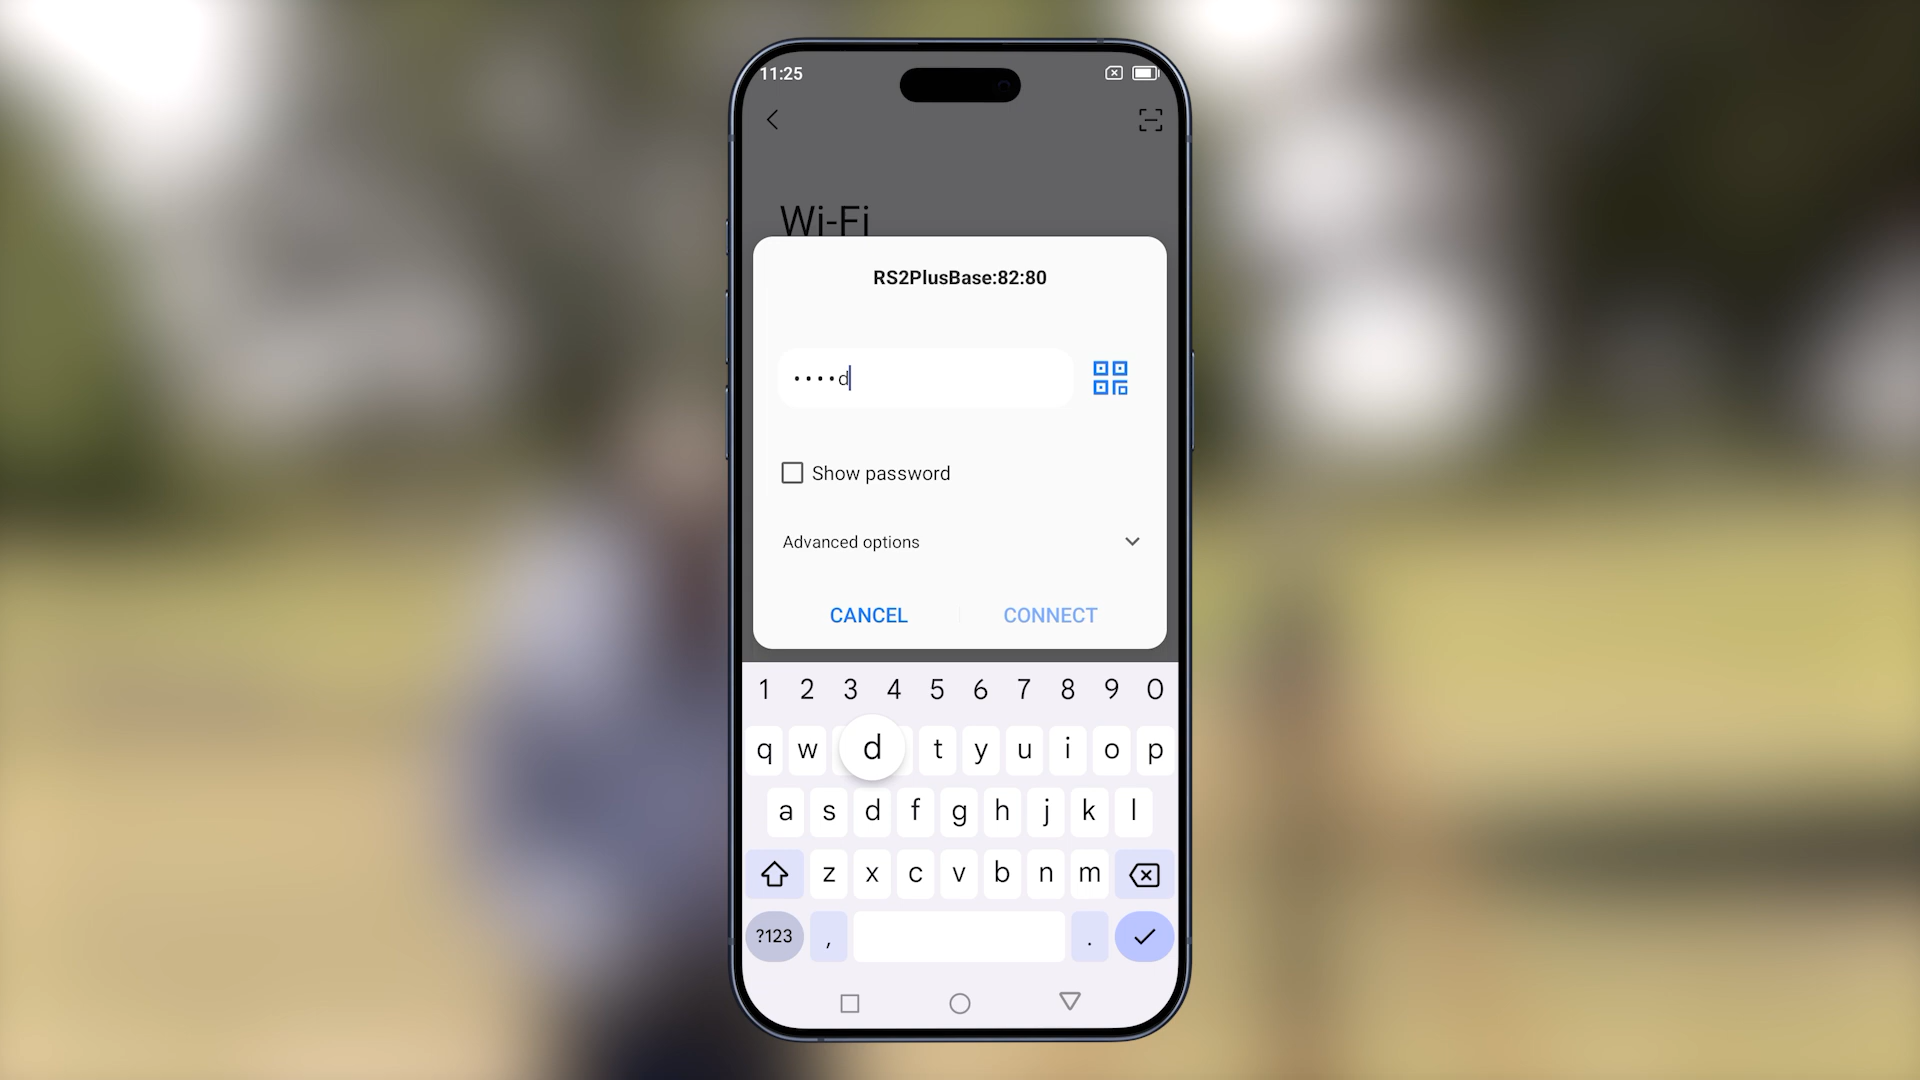 11:25
Wi-Fi
RS2PlusBase:82:80
••••d
Show password
Advanced options
CANCEL CONNECT
1 2 3 4 5 6 7 8 9 0
q w d t y u i o p
a s d f g h j k l
z x c v b n m
?123 , .